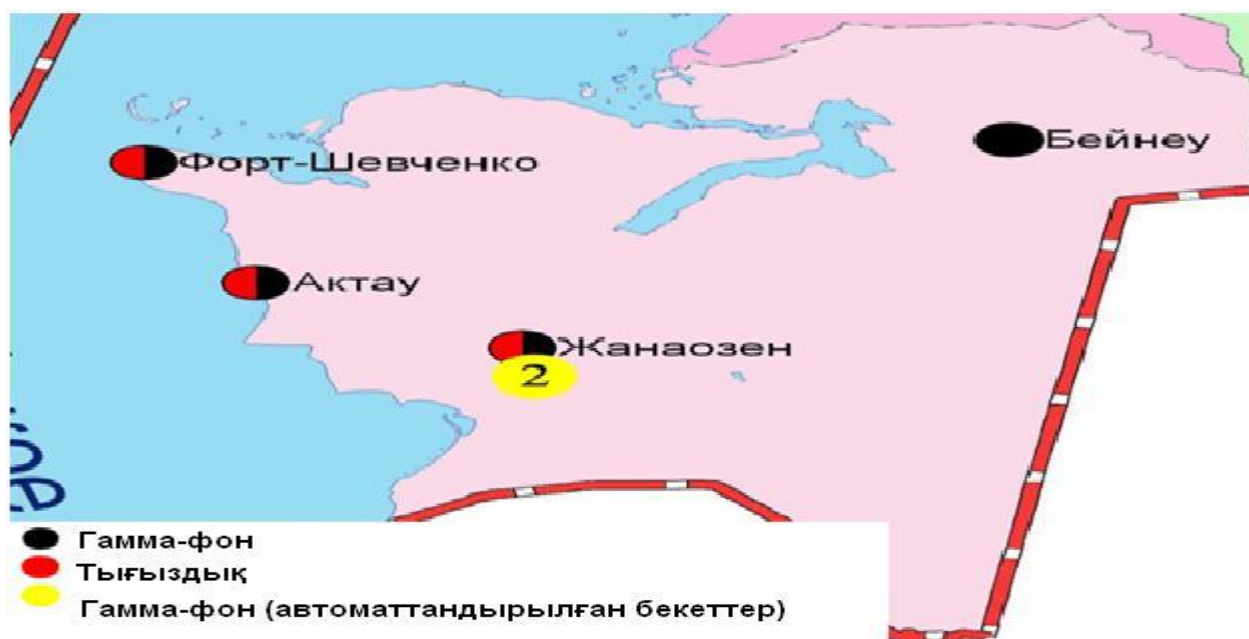 Бейнеу
Форт-Шевченко
Актау
Жанаозен
2
Гамма-фон
Тығыздық
Гамма-фон (автоматтандырылған бекеттер)